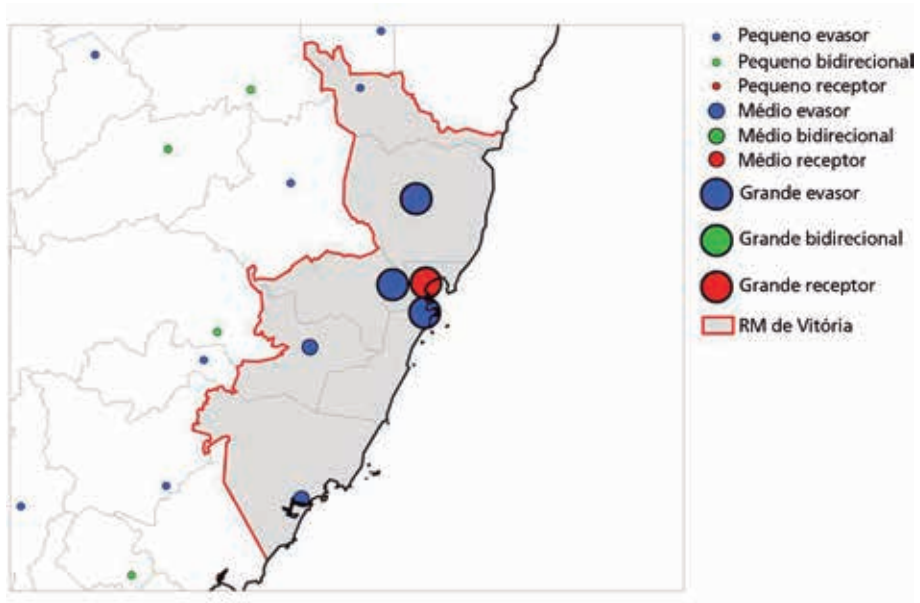 Pequeno evasor
Pequeno bidirecional
Pequeno receptor
Médio evasor
Médio bidirecional
Médio receptor
Grande evasor
Grande bidirecional
Grande receptor
RM de Vitória